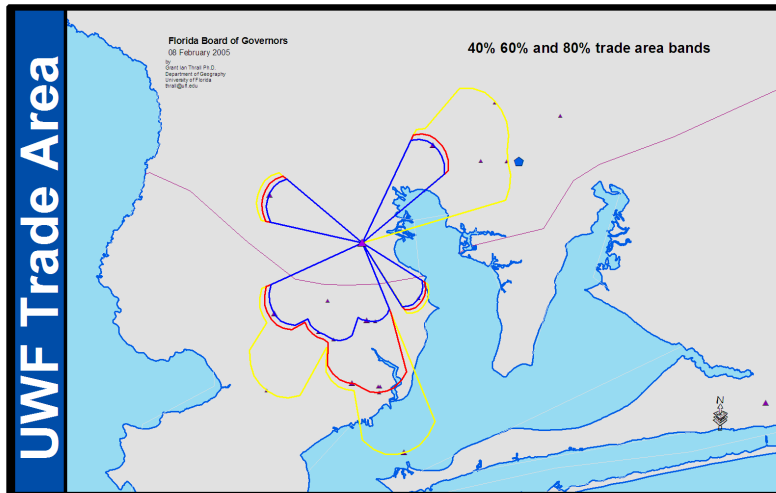 UWF Trade Area
Florida Board of Governors
08 February 2005
by
Grant Ian Thrall Ph.D.
Department of Geography
University of Florida
thrall@ufl.edu
40% 60% and 80% trade area bands
N